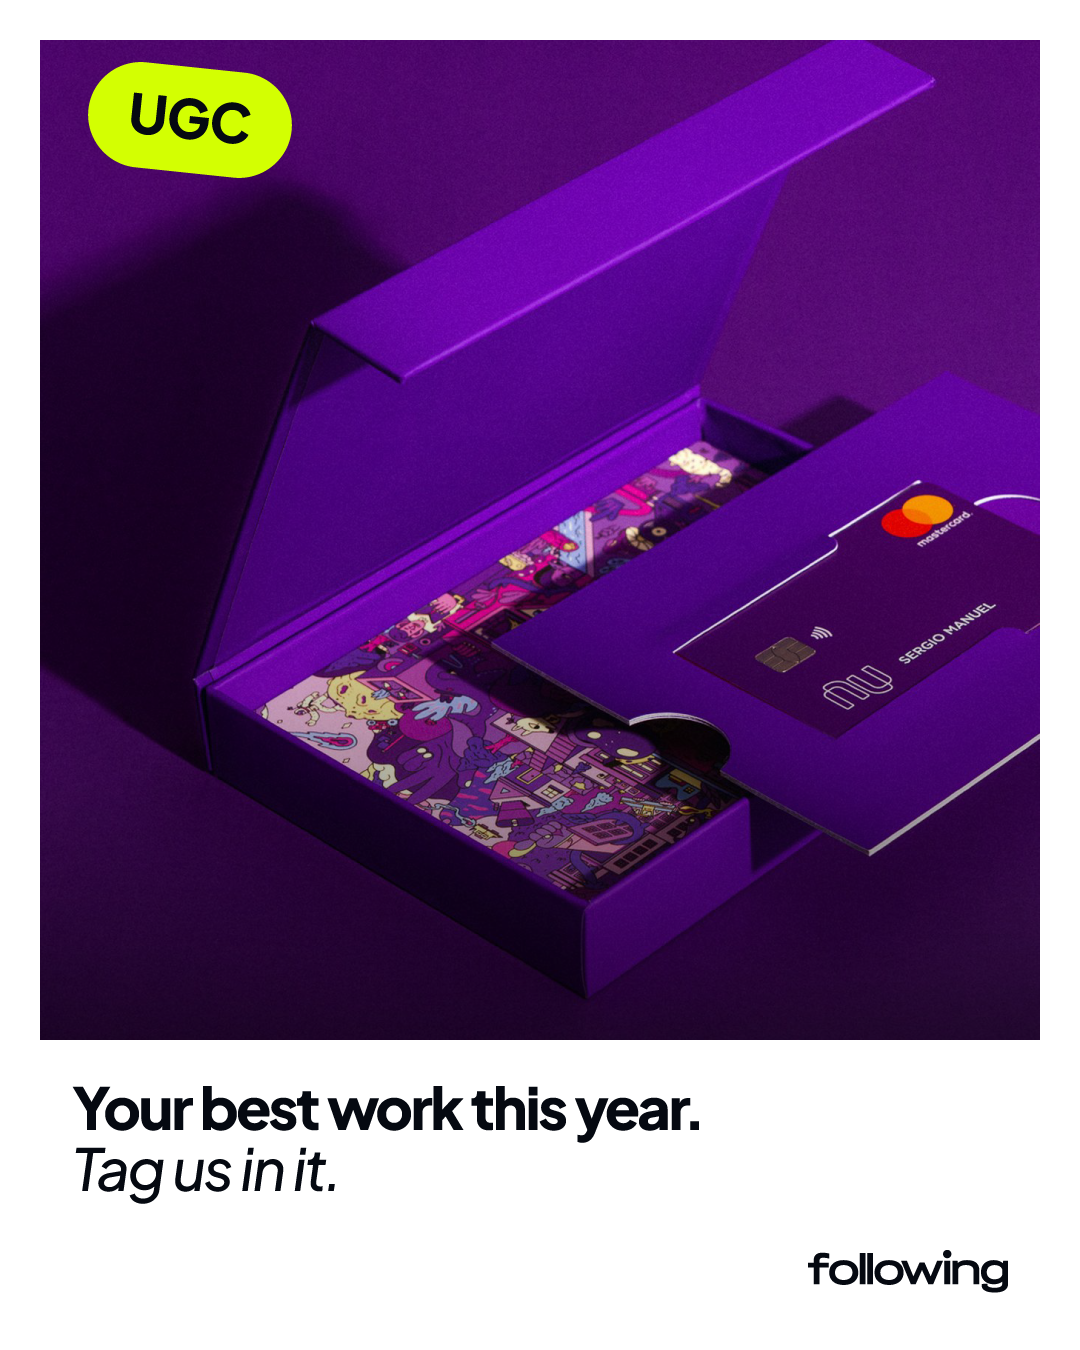 UGC
mastercard.
SERGIO MANUEL
nu
Your best work this year.
Tag us in it.
following